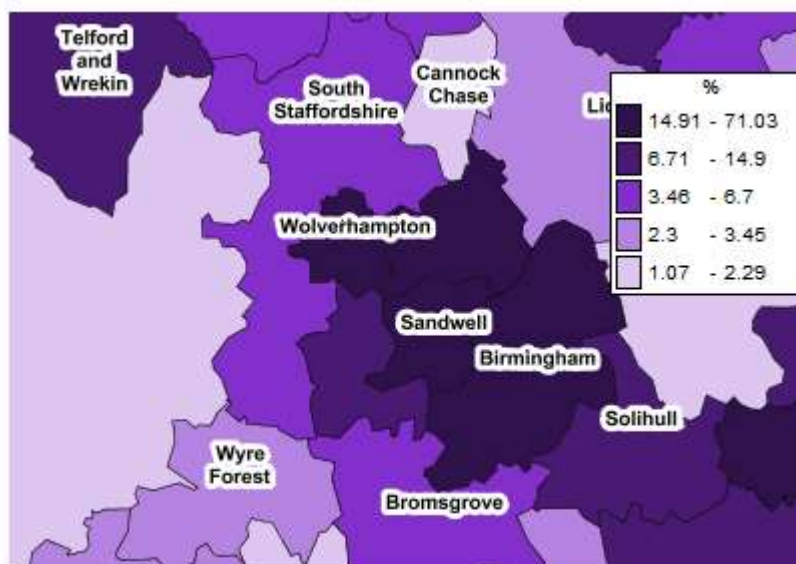 Telford
and
Wrekin
South
Staffordshire
Cannock
Chase
%
14.91 - 71.03
6.71 - 14.9
3.46 - 6.7
2.3 - 3.45
1.07 - 2.29
Wolverhampton
Sandwell
Birmingham
Solihull
Wyre
Forest
Bromsgrove